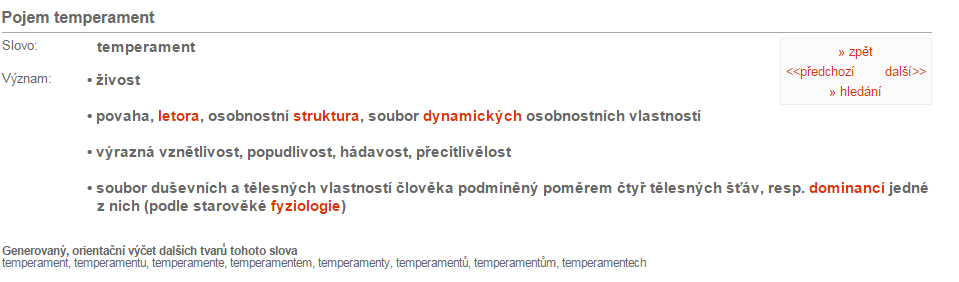 Pojem temperament
Slovo: temperament
» zpět
<<předchozí další>>
» hledání
Význam: • živost
• povaha, letora, osobnostní struktura, soubor dynamických osobnostních vlastností
• výrazná vznětlivost, popudlivost, hádavost, přecitlivělost
• soubor duševních a tělesných vlastností člověka podmíněný poměrem čtyř tělesných šťáv, resp. dominancí jedné
z nich (podle starověké fyziologie)
Generovaný, orientační výčet dalších tvarů tohoto slova
temperament, temperamentu, temperamente, temperamentem, temperamenty, temperamentů, temperamentům, temperamentech